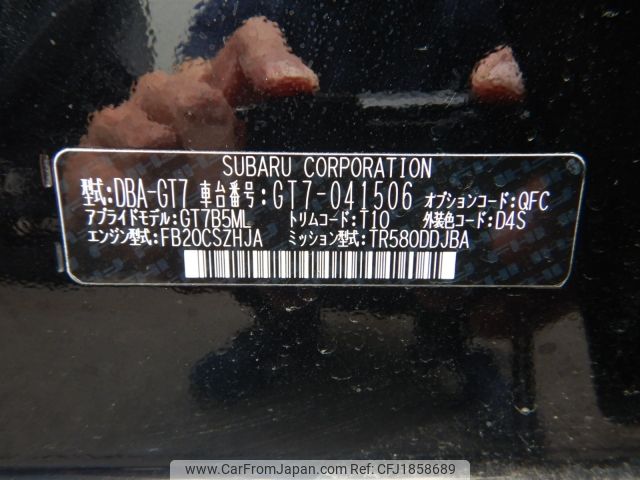 SUBARU CORPORATION
型式:DBA-GT7 車台番号:GT7-041506 オプションコード:QFC
アプライドモデル:GT7B5ML トリムコード:T10 外装色コード:D4S
エンジン型式:FB20CSZHJA ミッション型式:TR580DDJBA
www.CarFromJapan.com Ref No. CFJ1858689